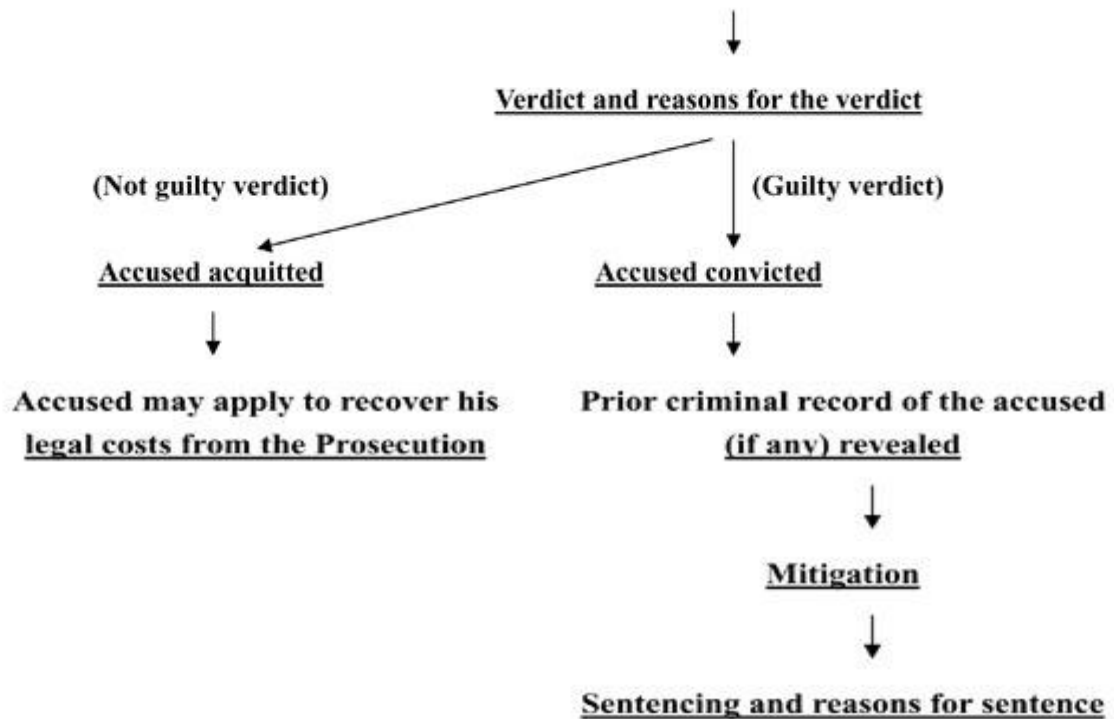 Verdict and reasons for the verdict
(Not guilty verdict)
(Guilty verdict)
Accused acquitted
Accused convicted
Accused may apply to recover his
legal costs from the Prosecution
Prior criminal record of the accused
(if any) revealed
Mitigation
Sentencing and reasons for sentence